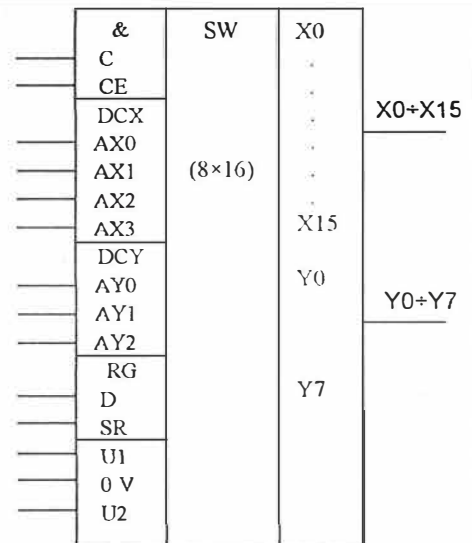 & SW X0
C
CE
DCX X0÷X15
AX0
AX1 (8×16)
AX2
AX3 X15
DCY
AY0 Y0
AY1 Y0÷Y7
AY2
RG
D Y7
SR
U1
0 V
U2